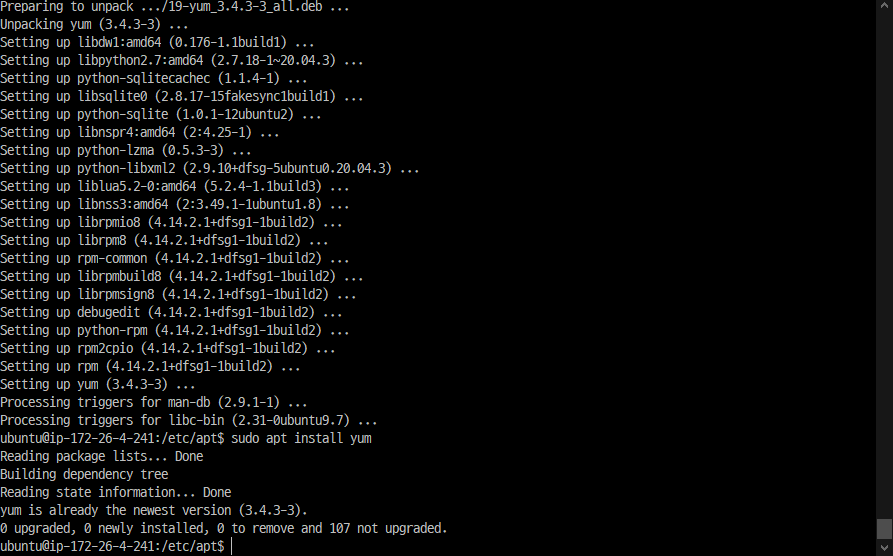 Preparing to unpack .../19-yum_3.4.3-3_all.deb ...
Unpacking yum (3.4.3-3) ...
Setting up libdw1:amd64 (0.176-1.1build1) ...
Setting up libpython2.7:amd64 (2.7.18-1~20.04.3) ...
Setting up python-sqlitecachec (1.1.4-1) ...
Setting up libsqlite0 (2.8.17-15fakesync1build1) ...
Setting up python-sqlite (1.0.1-12ubuntu2) ...
Setting up libnspr4:amd64 (2:4.25-1) ...
Setting up python-lzma (0.5.3-3) ...
Setting up python-libxml2 (2.9.10+dfsg-5ubuntu0.20.04.3) ...
Setting up liblua5.2-0:amd64 (5.2.4-1.1build3) ...
Setting up libnss3:amd64 (2:3.49.1-1ubuntu1.8) ...
Setting up librpmio8 (4.14.2.1+dfsg1-1build2) ...
Setting up librpm8 (4.14.2.1+dfsg1-1build2) ...
Setting up rpm-common (4.14.2.1+dfsg1-1build2) ...
Setting up librpmbuild8 (4.14.2.1+dfsg1-1build2) ...
Setting up librpmsign8 (4.14.2.1+dfsg1-1build2) ...
Setting up debugedit (4.14.2.1+dfsg1-1build2) ...
Setting up python-rpm (4.14.2.1+dfsg1-1build2) ...
Setting up rpm2cpio (4.14.2.1+dfsg1-1build2) ...
Setting up rpm (4.14.2.1+dfsg1-1build2) ...
Setting up yum (3.4.3-3) ...
Processing triggers for man-db (2.9.1-1) ...
Processing triggers for libc-bin (2.31-0ubuntu9.7) ...
ubuntu@ip-172-26-4-241:/etc/apt$ sudo apt install yum
Reading package lists... Done
Building dependency tree
Reading state information... Done
yum is already the newest version (3.4.3-3).
0 upgraded, 0 newly installed, 0 to remove and 107 not upgraded.
ubuntu@ip-172-26-4-241:/etc/apt$